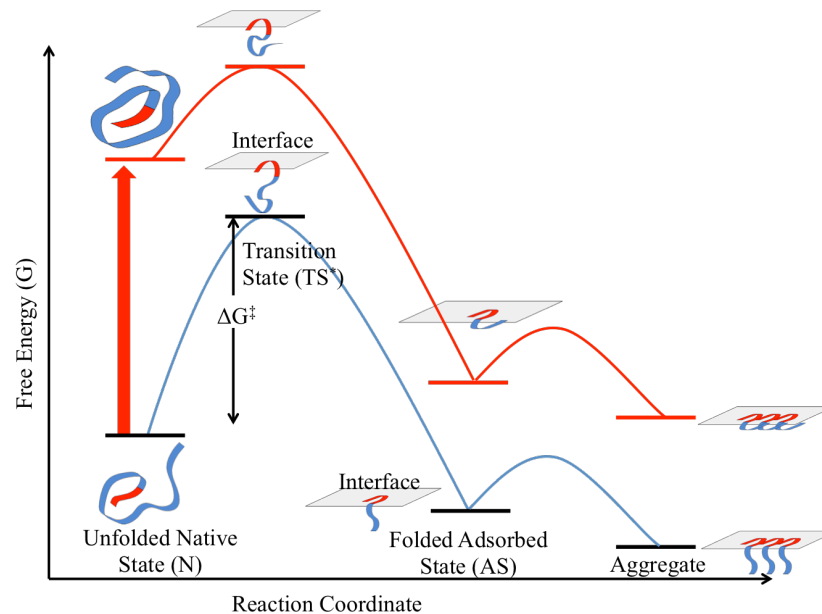 Free Energy (G)
Interface
Transition
State (TS*)
ΔG‡
Interface
Unfolded Native
State (N)
Folded Adsorbed
State (AS)
Aggregate
Reaction Coordinate